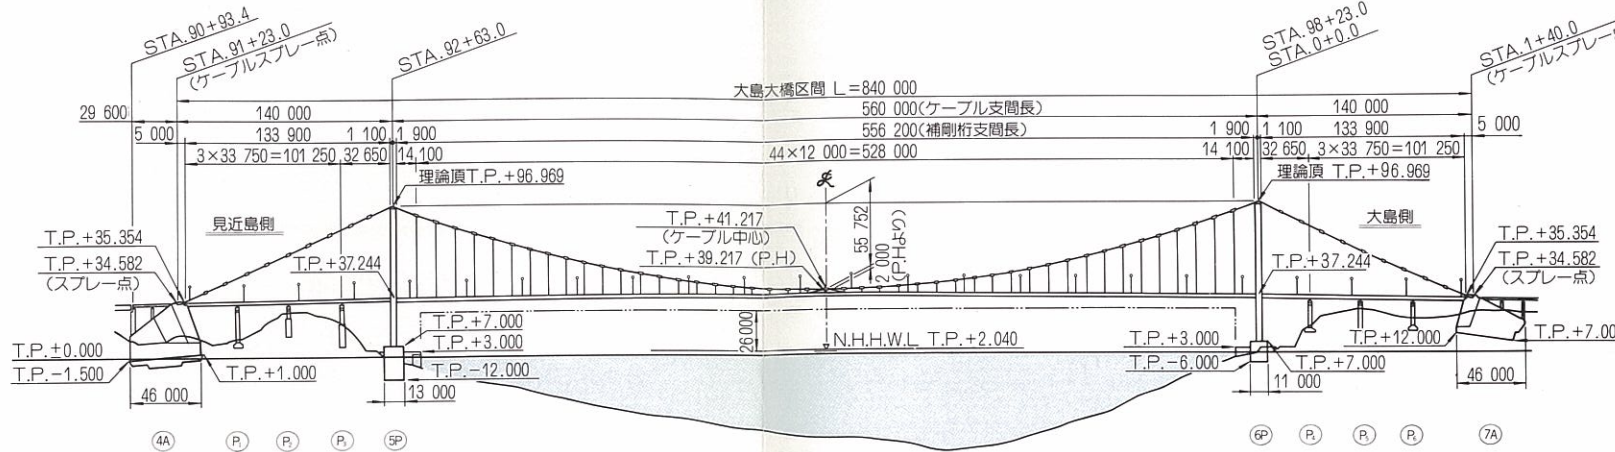 STA.90+93.4
STA.91+23.0
(ケーブルスプレー点)
STA.92+63.0
STA.98+23.0
STA.0+0.0
STA.1+40.0
(ケーブルスプレー点
大島大橋区間 L=840 000
29 600
140 000
560 000(ケーブル支間長)
140 000
5 000
133 900
1 100
1 900
556 200(補剛桁支間長)
1 900
1 100
133 900
5 000
3×33 750=101 250
32 650
14 100
44×12 000=528 000
14 100
32 650
3×33 750=101 250
理論頂T.P.+96.969
理論頂 T.P.+96.969
見近島側
大島側
T.P.+41.217
(ケーブル中心)
T.P.+39.217 (P.H)
55 752
2 000
T.P.+35.354
T.P.+34.582
(スプレー点)
T.P.+37.244
T.P.+37.244
T.P.+35.354
T.P.+34.582
(スプレー点)
T.P.+7.000
T.P.+3.000
26 000
N.H.H.W.L T.P.+2.040
T.P.+3.000
T.P.+12.000
T.P.+7.00
T.P.±0.000
T.P.-1.500
T.P.+1.000
T.P.-12.000
T.P.-6.000
T.P.+7.000
46 000
13 000
11 000
46 000
4A
P1
P2
P3
5P
6P
P4
P5
P6
7A